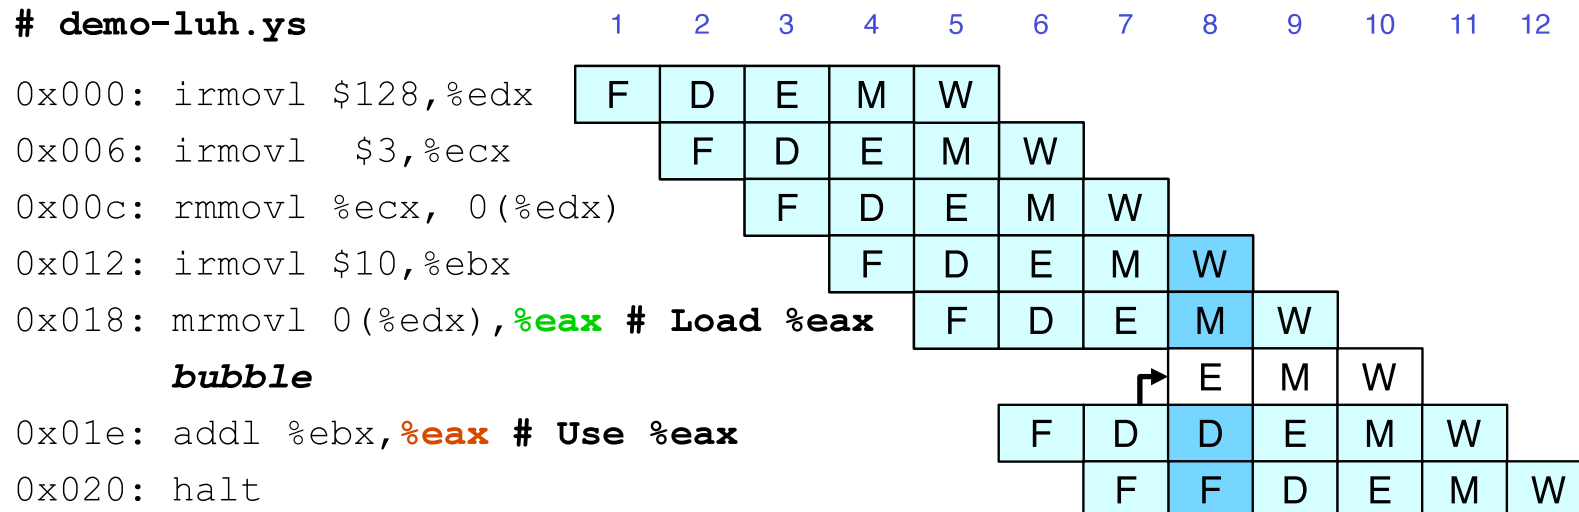 # demo-luh.ys 1 2 3 4 5 6 7 8 9 10 11 12
0x000: irmovl $128,%edx F D E M W
0x006: irmovl $3,%ecx F D E M W
0x00c: rmmovl %ecx, 0(%edx) F D E M W
0x012: irmovl $10,%ebx F D E M W
0x018: mrmovl 0(%edx),%eax # Load %eax F D E M W
bubble E M W
0x01e: addl %ebx,%eax # Use %eax F D D E M W
0x020: halt F F D E M W